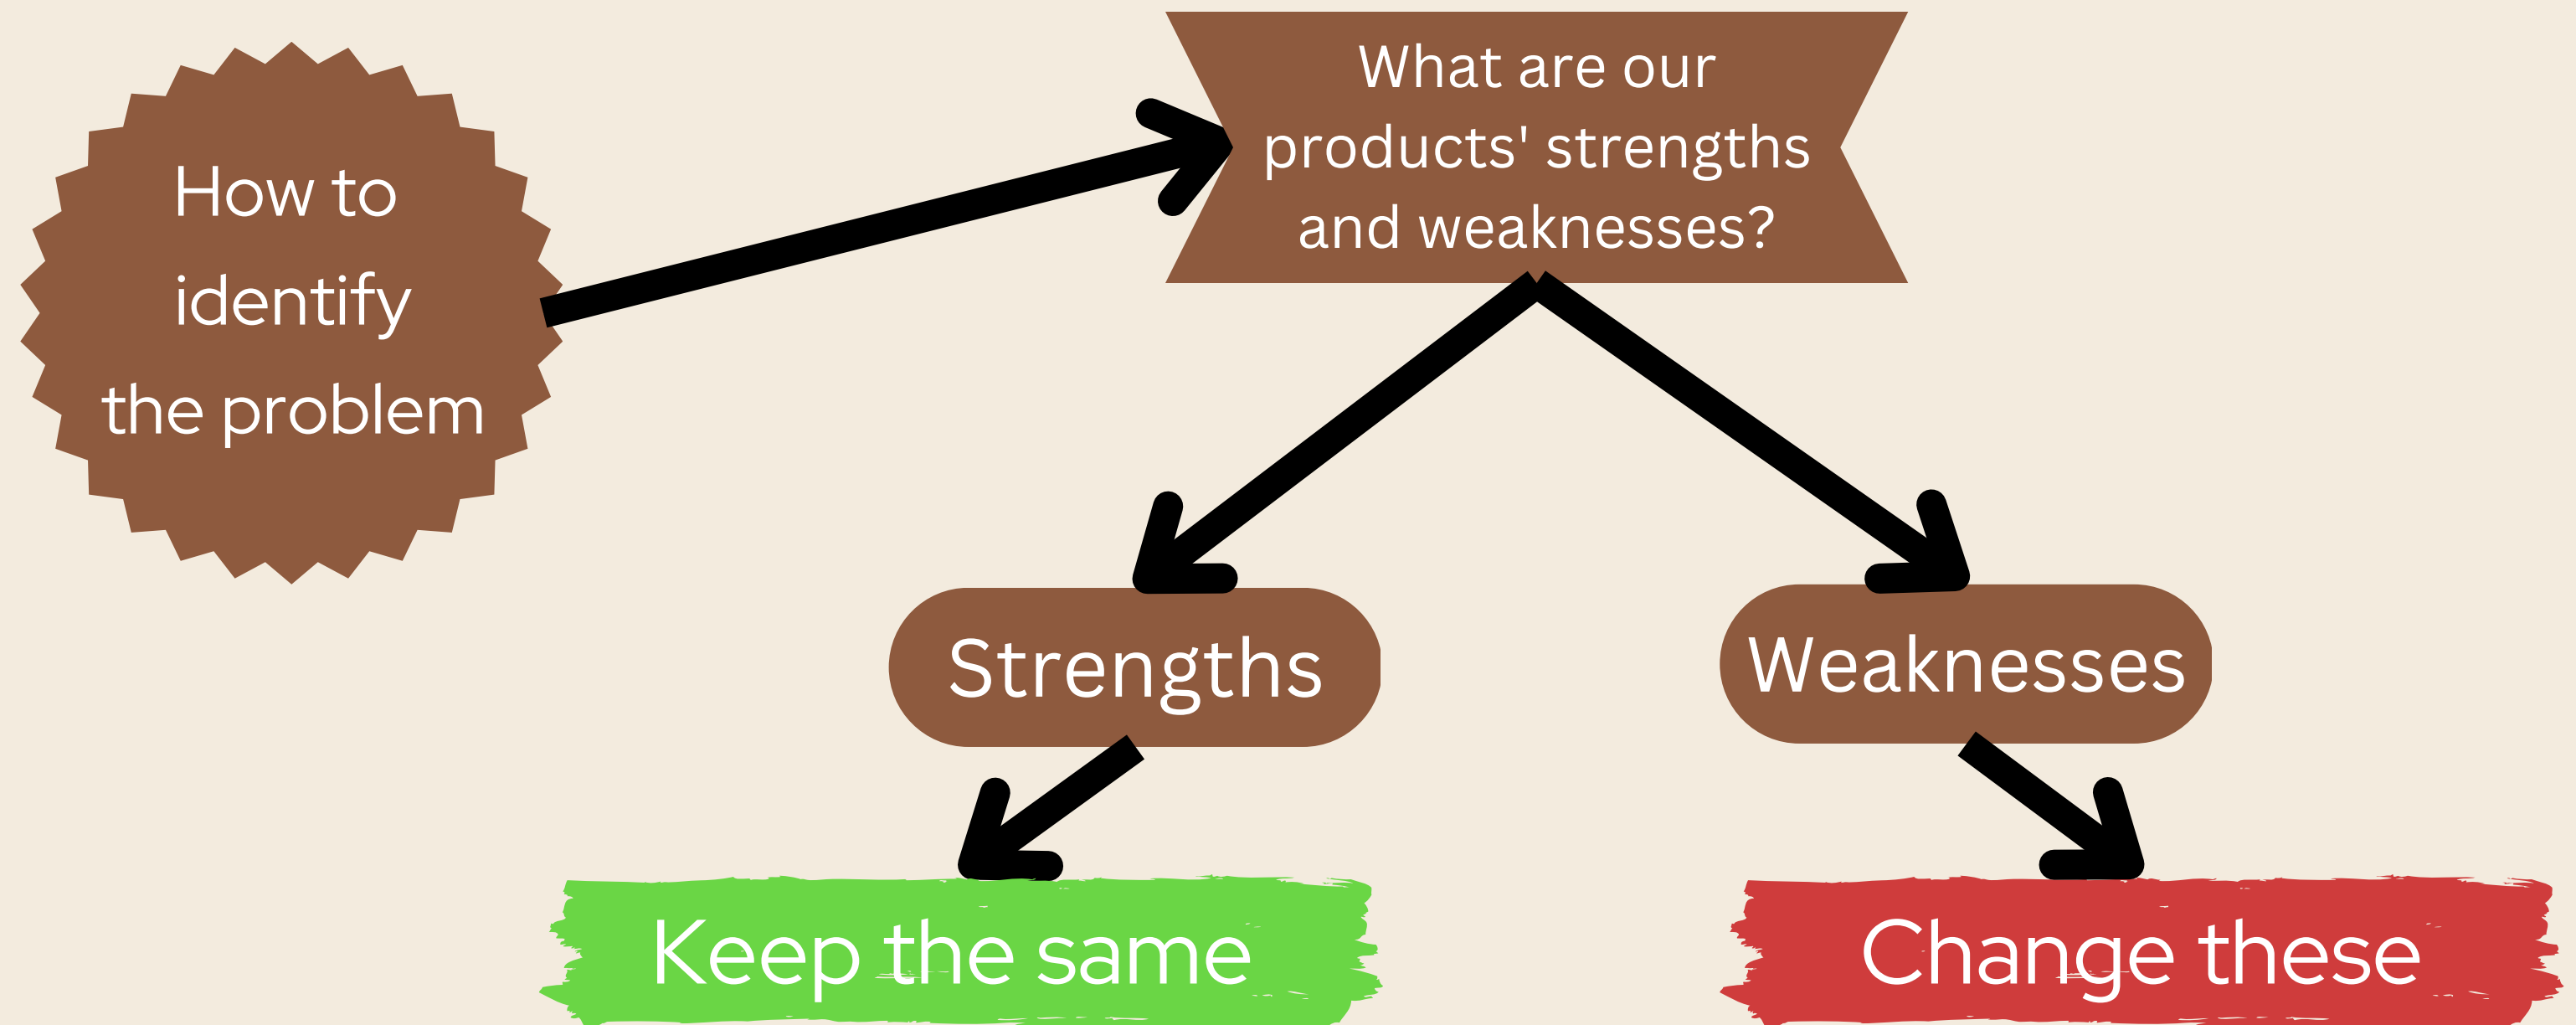 How to
identify
the problem
What are our
products' strengths
and weaknesses?
Strengths
Weaknesses
Keep the same
Change these